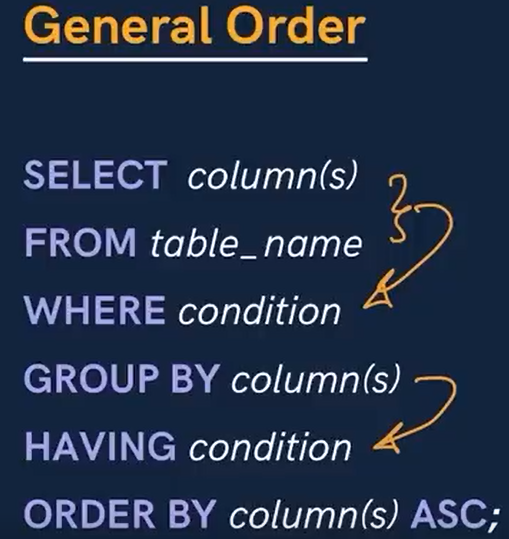 General Order
SELECT column(s)
FROM table_name
WHERE condition
GROUP BY column(s)
HAVING condition
ORDER BY column(s) ASC;